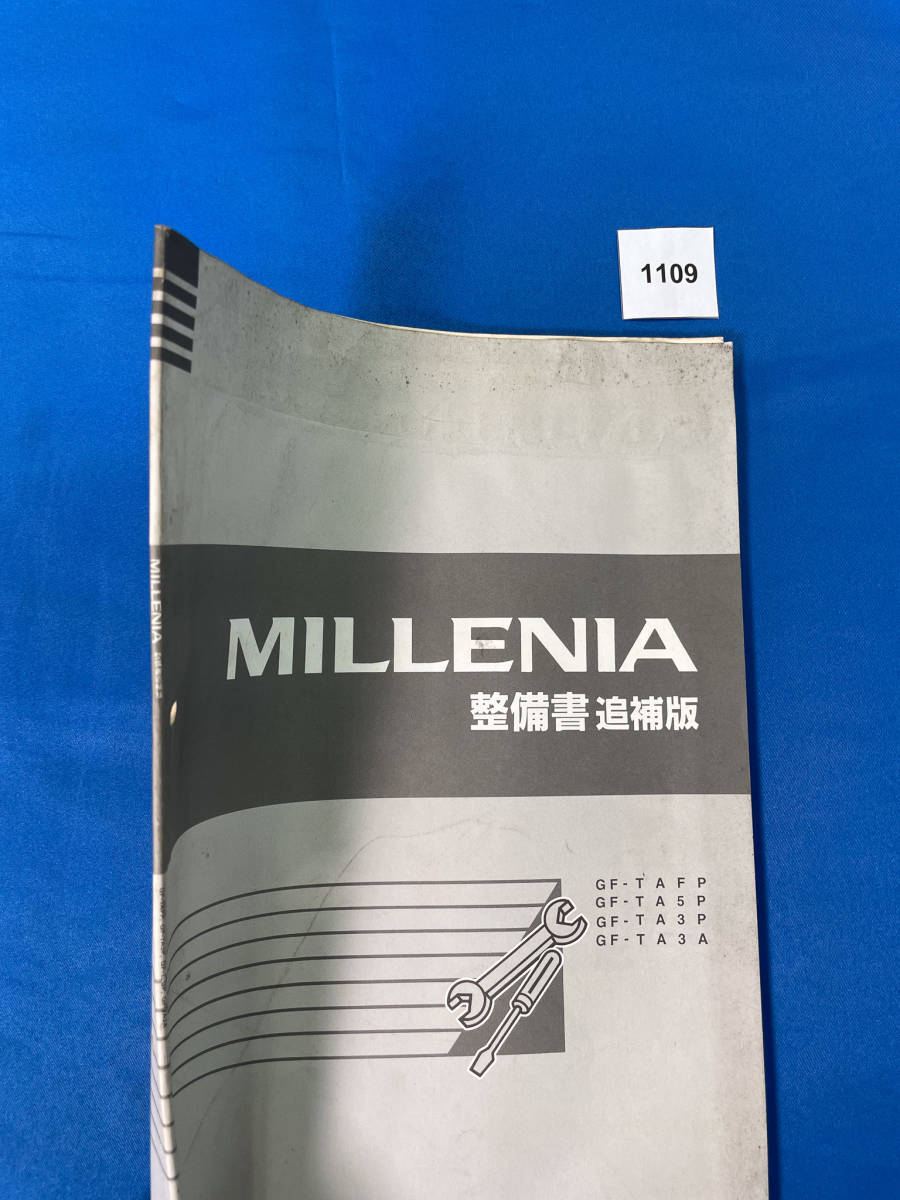 1109
MILLENIA
整備書 追補版
GF-TAFP
GF-TA5P
GF-TA3P
GF-TA3A
MILLENIA